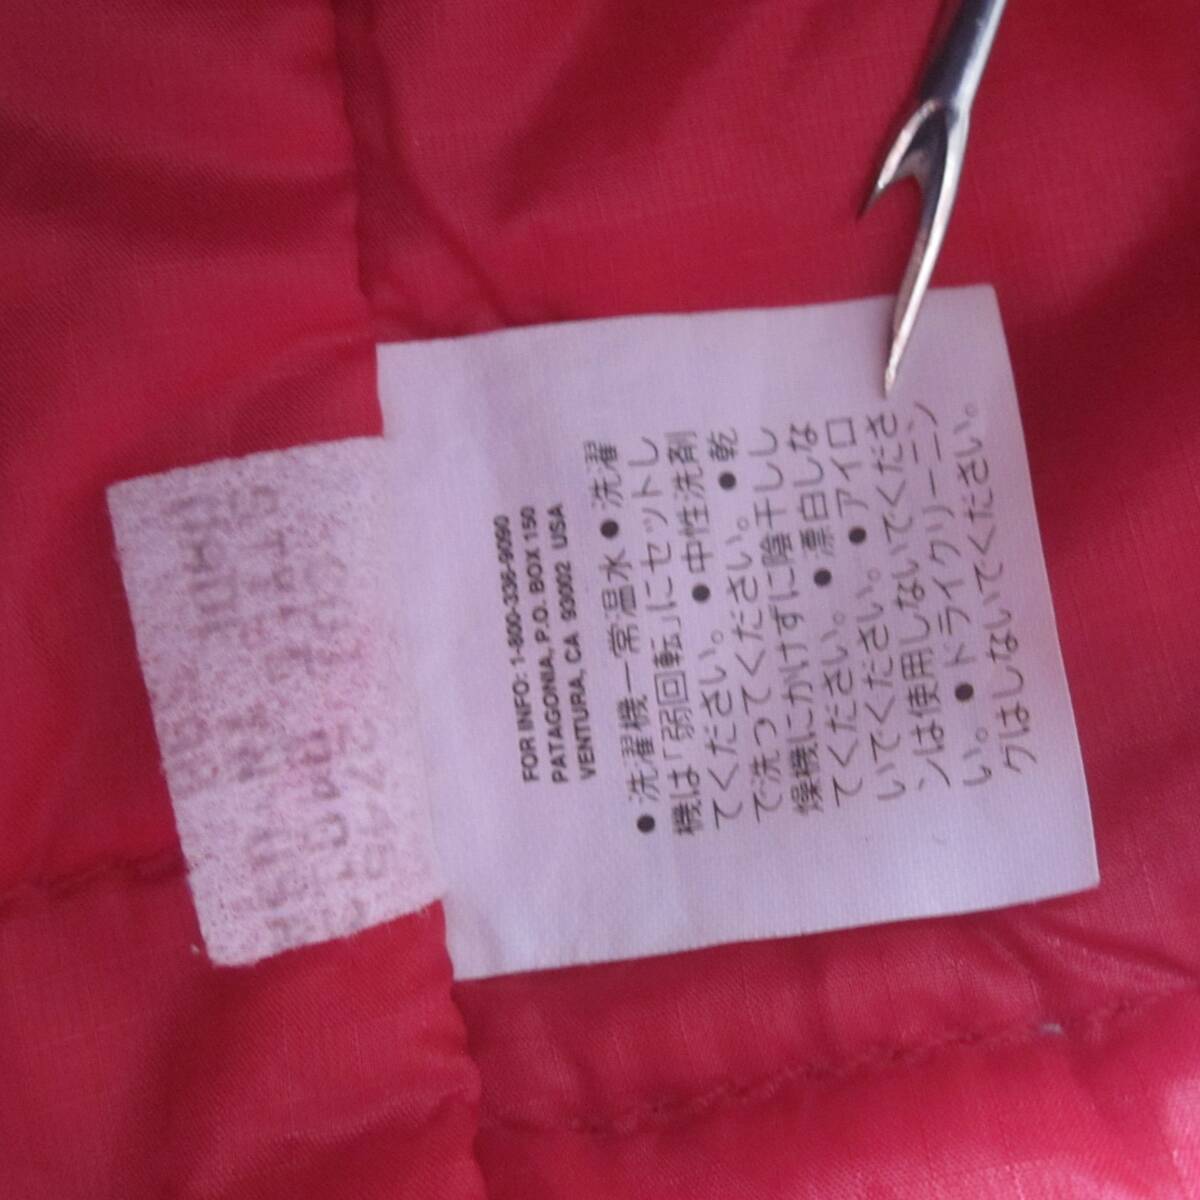 FOR INFO: 1-800-336-9090
PATAGONIA, P.O. BOX 150
VENTURA, CA 93002 USA
●洗濯機ー常温水●洗濯
機は「弱回転」にセットし
てください。●中性洗剤
で洗ってください。●乾
燥機にかけずに陰干しし
てください。●漂白しな
いでください。●アイロ
ンは使用しないでくださ
い。●ドライクリーニン
グはしないでください。